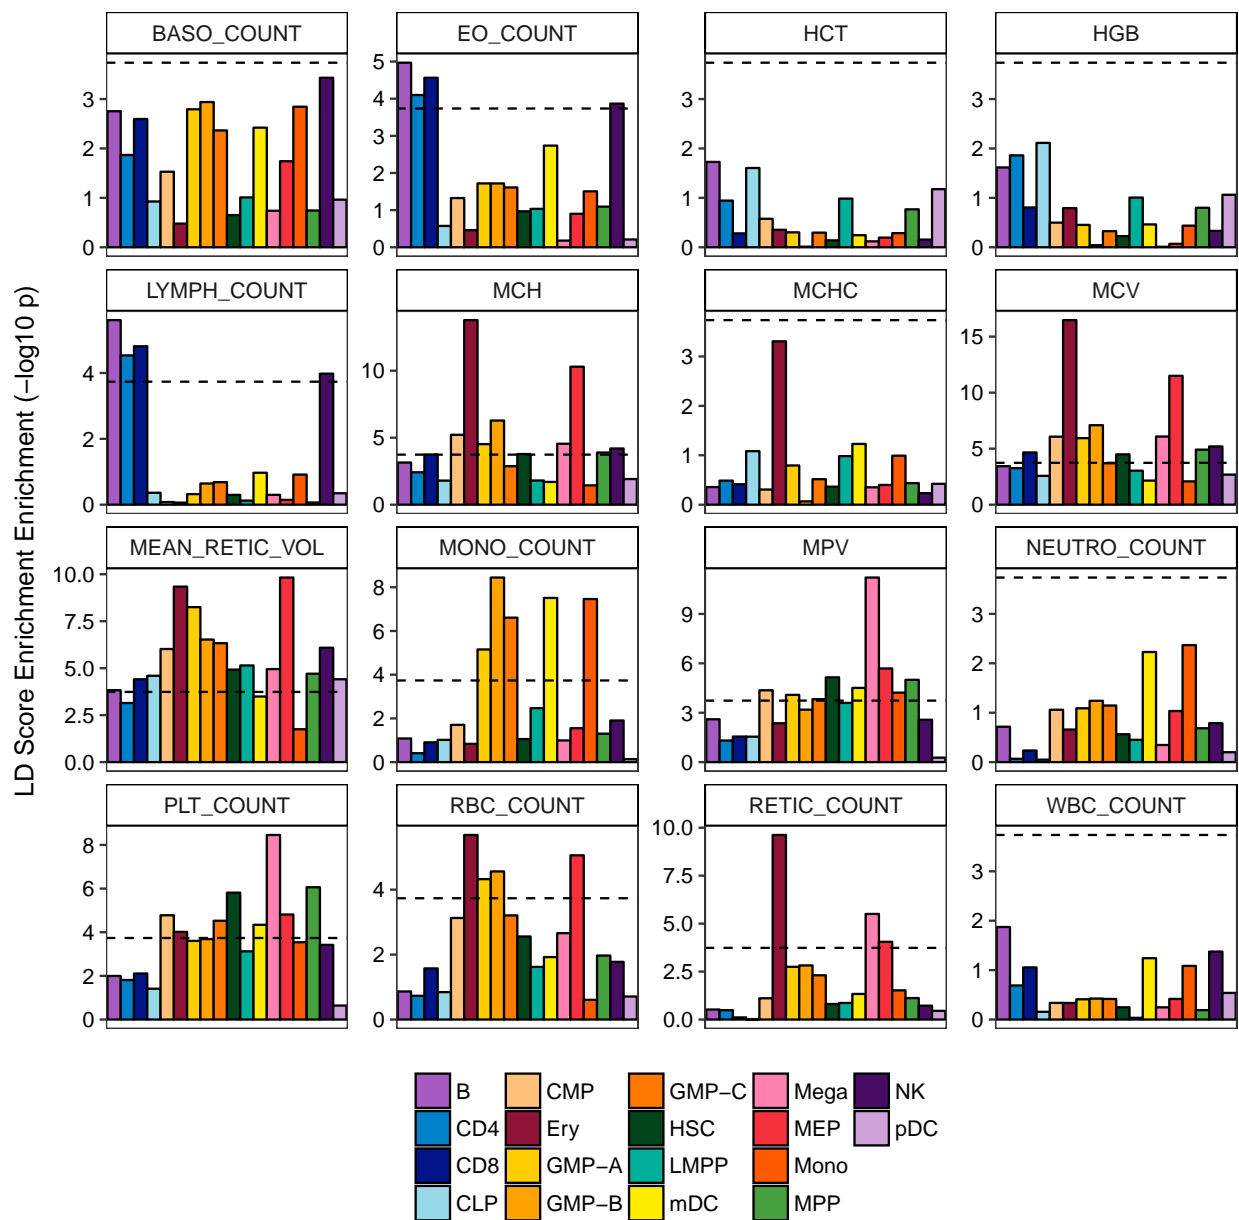 BASO_COUNT EO_COUNT HCT HGB
3 2 1 0
5 4 3 2 1 0
3 2 1 0
3 2 1 0
LYMPH_COUNT MCH MCHC MCV
4 2 0
10 5 0
3 2 1 0
15 10 5 0
MEAN_RETIC_VOL MONO_COUNT MPV NEUTRO_COUNT
10.0 7.5 5.0 2.5 0.0
8 6 4 2 0
9 6 3 0
3 2 1 0
PLT_COUNT RBC_COUNT RETIC_COUNT WBC_COUNT
8 6 4 2 0
4 2 0
10.0 7.5 5.0 2.5 0.0
3 2 1 0
LD Score Enrichment Enrichment (−log10 p)
B CMP GMP−C Mega NK
CD4 Ery HSC MEP pDC
CD8 GMP−A LMPP Mono
CLP GMP−B mDC MPP